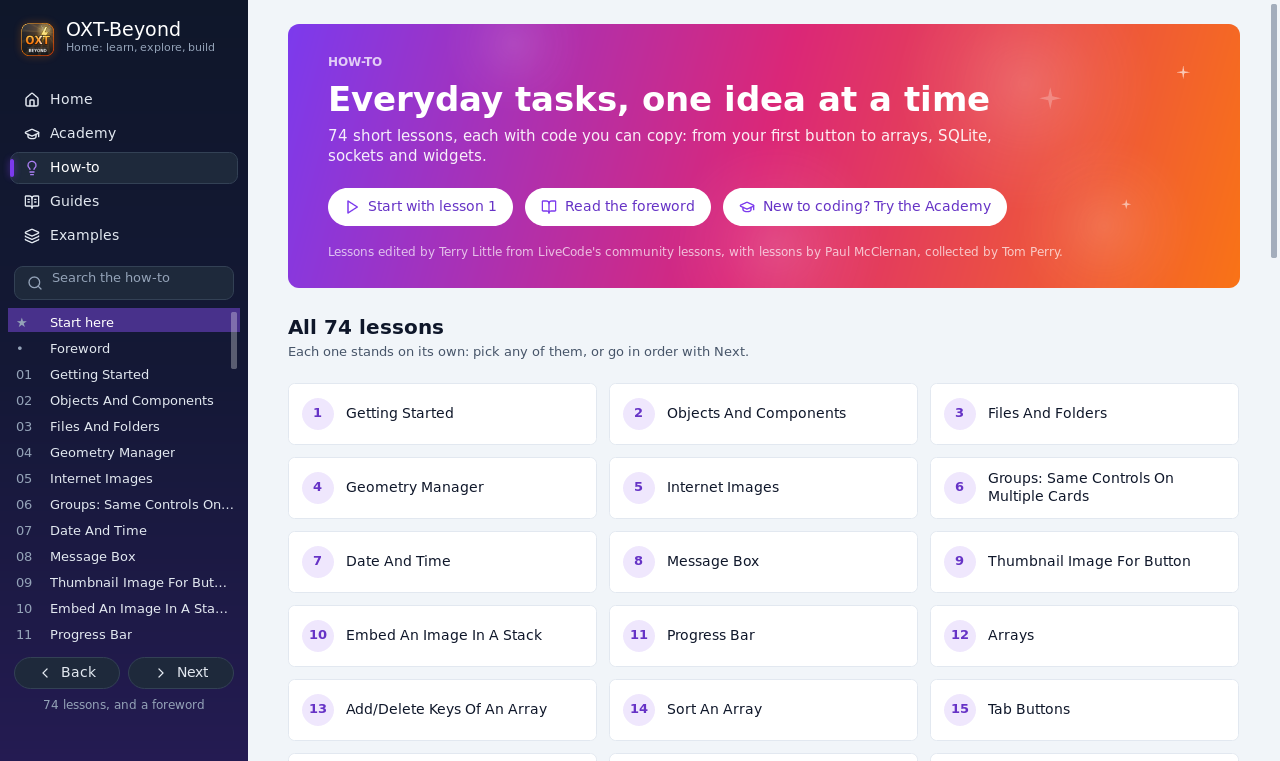 OXT
BEYOND
OXT-Beyond
Home: learn, explore, build
Home
Academy
How-to
Guides
Examples
Search the how-to
★ Start here
• Foreword
01 Getting Started
02 Objects And Components
03 Files And Folders
04 Geometry Manager
05 Internet Images
06 Groups: Same Controls On...
07 Date And Time
08 Message Box
09 Thumbnail Image For But...
10 Embed An Image In A Sta...
11 Progress Bar
Back Next
74 lessons, and a foreword
HOW-TO
Everyday tasks, one idea at a time
74 short lessons, each with code you can copy: from your first button to arrays, SQLite,
sockets and widgets.
Start with lesson 1 Read the foreword New to coding? Try the Academy
Lessons edited by Terry Little from LiveCode's community lessons, with lessons by Paul McClernan, collected by Tom Perry.
All 74 lessons
Each one stands on its own: pick any of them, or go in order with Next.
1 Getting Started
2 Objects And Components
3 Files And Folders
4 Geometry Manager
5 Internet Images
6 Groups: Same Controls On
Multiple Cards
7 Date And Time
8 Message Box
9 Thumbnail Image For Button
10 Embed An Image In A Stack
11 Progress Bar
12 Arrays
13 Add/Delete Keys Of An Array
14 Sort An Array
15 Tab Buttons